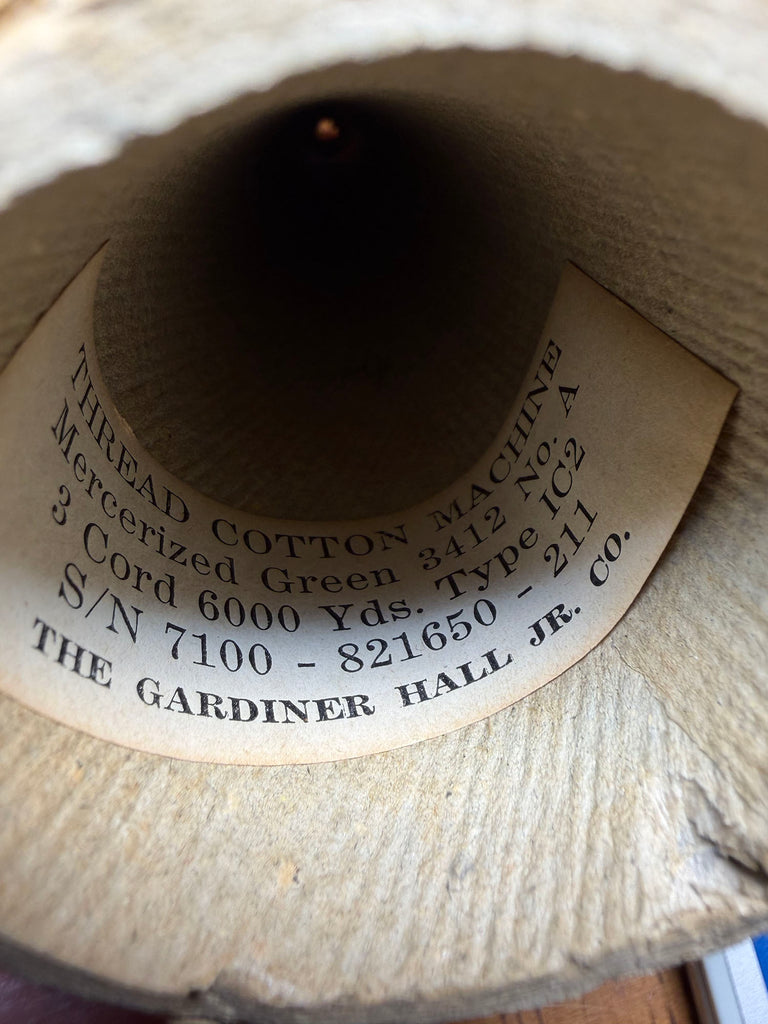 THREAD COTTON MACHINE
Mercerized Green 3412 No. A
3 Cord 6000 Yds. Type IC2
S/N 7100 - 821650 - 211
THE GARDINER HALL JR. CO.